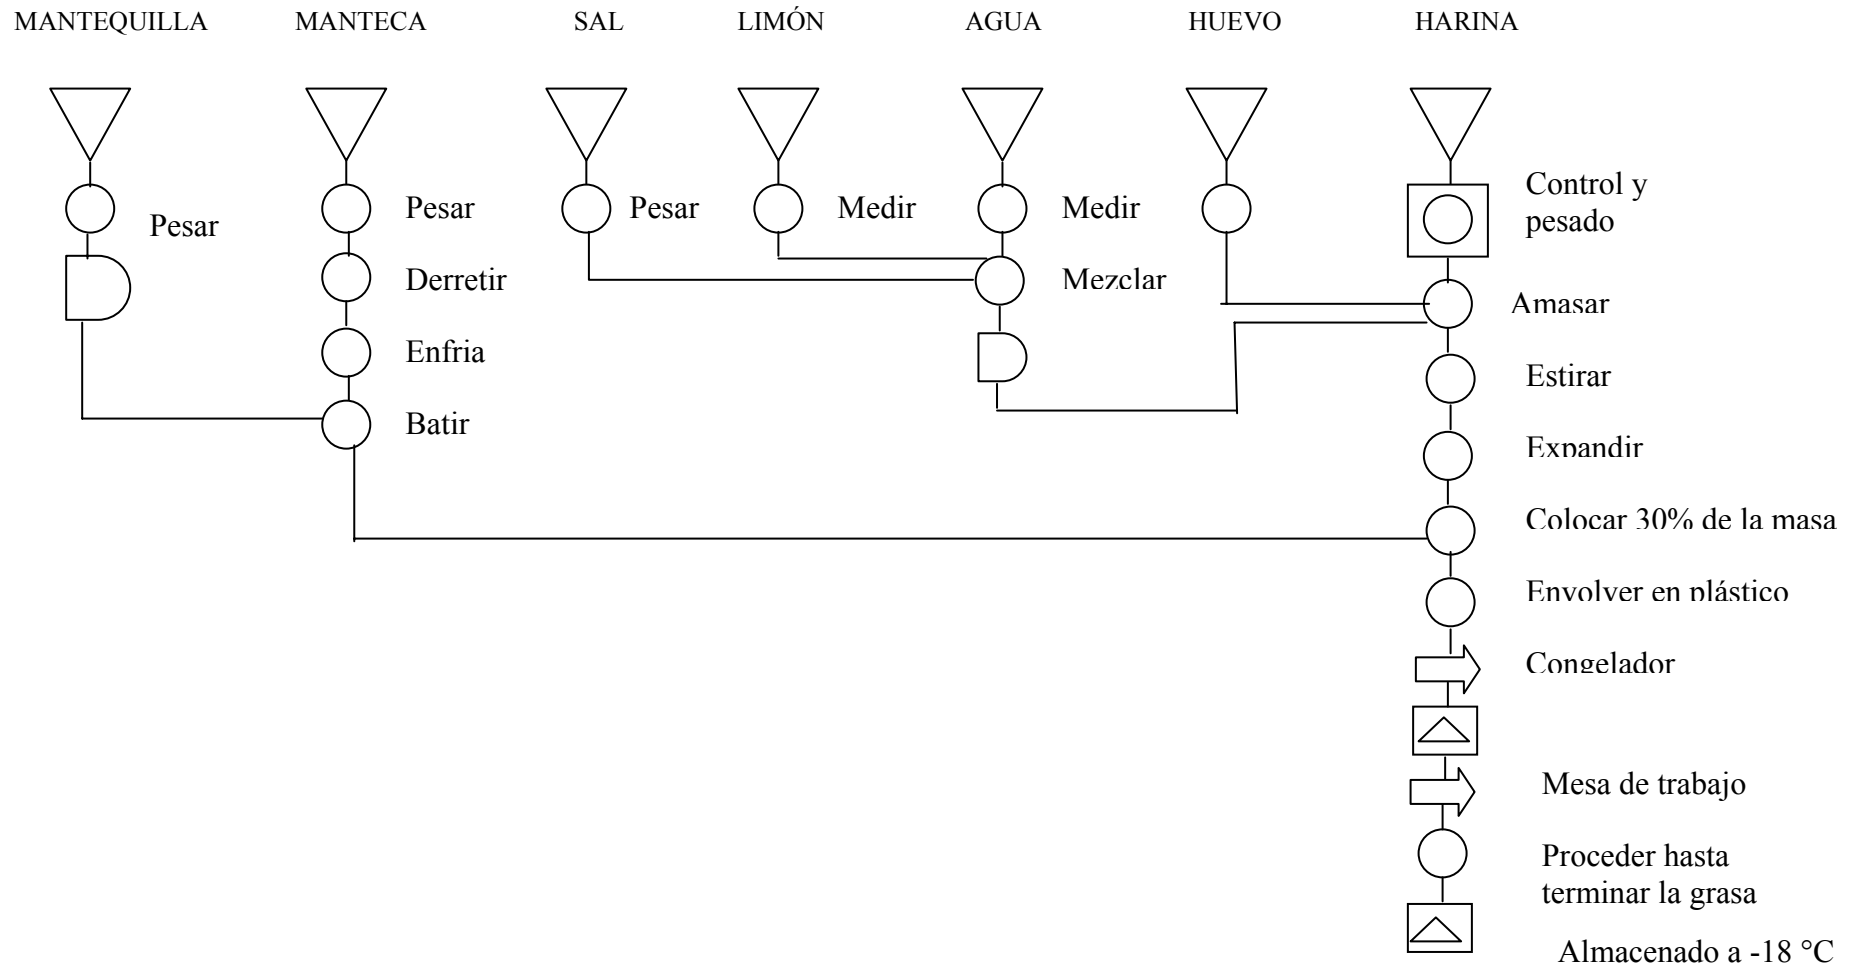 MANTEQUILLA MANTECA SAL LIMÓN AGUA HUEVO HARINA
Control y
pesado
Pesar Pesar Pesar Medir Medir
Derretir Mezclar
Amasar
Enfria
Estirar
Batir
Expandir
Colocar 30% de la masa
Envolver en plástico
Congelador
Mesa de trabajo
Proceder hasta
terminar la grasa
Almacenado a -18 °C